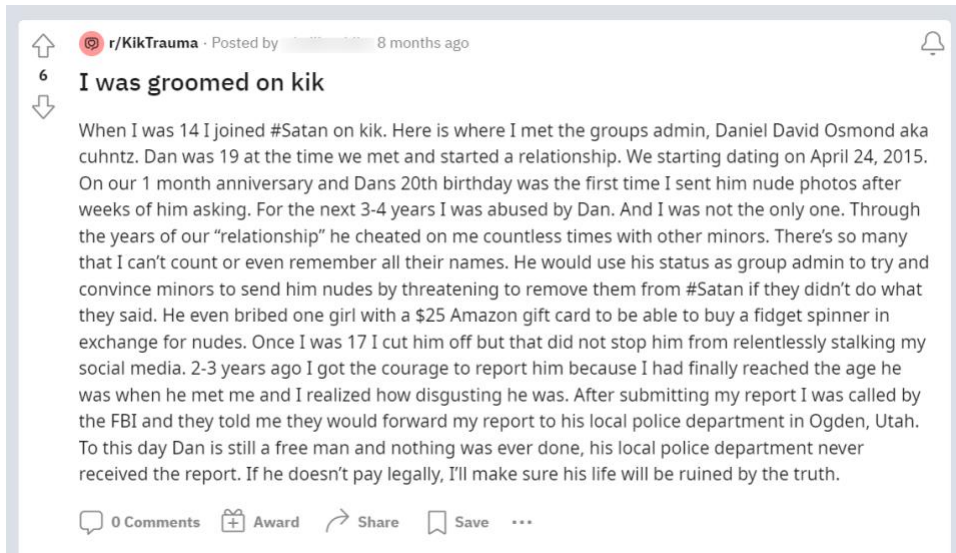 r/KikTrauma · Posted by 8 months ago
6
I was groomed on kik
When I was 14 I joined #Satan on kik. Here is where I met the groups admin, Daniel David Osmond aka
cuhntz. Dan was 19 at the time we met and started a relationship. We starting dating on April 24, 2015.
On our 1 month anniversary and Dans 20th birthday was the first time I sent him nude photos after
weeks of him asking. For the next 3-4 years I was abused by Dan. And I was not the only one. Through
the years of our “relationship” he cheated on me countless times with other minors. There’s so many
that I can’t count or even remember all their names. He would use his status as group admin to try and
convince minors to send him nudes by threatening to remove them from #Satan if they didn’t do what
they said. He even bribed one girl with a $25 Amazon gift card to be able to buy a fidget spinner in
exchange for nudes. Once I was 17 I cut him off but that did not stop him from relentlessly stalking my
social media. 2-3 years ago I got the courage to report him because I had finally reached the age he
was when he met me and I realized how disgusting he was. After submitting my report I was called by
the FBI and they told me they would forward my report to his local police department in Ogden, Utah.
To this day Dan is still a free man and nothing was ever done, his local police department never
received the report. If he doesn’t pay legally, I’ll make sure his life will be ruined by the truth.
0 Comments Award Share Save